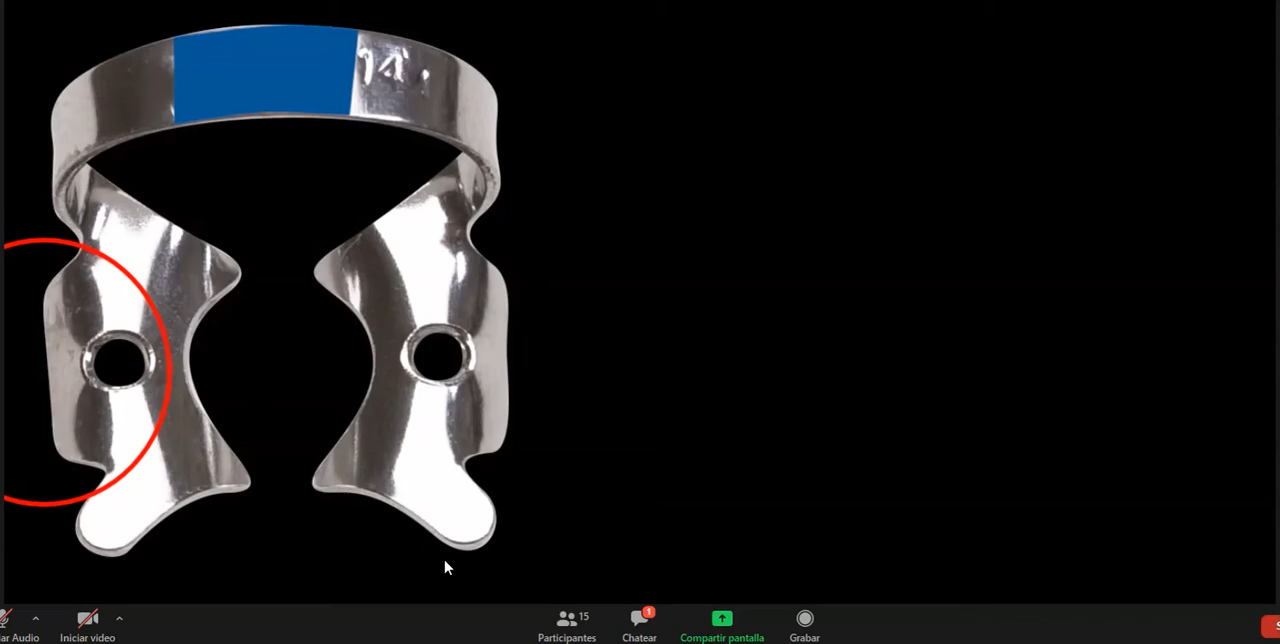 14
15
1
Iniciar video
Participantes
Chatear
Compartir pantalla
Grabar
ar Audio